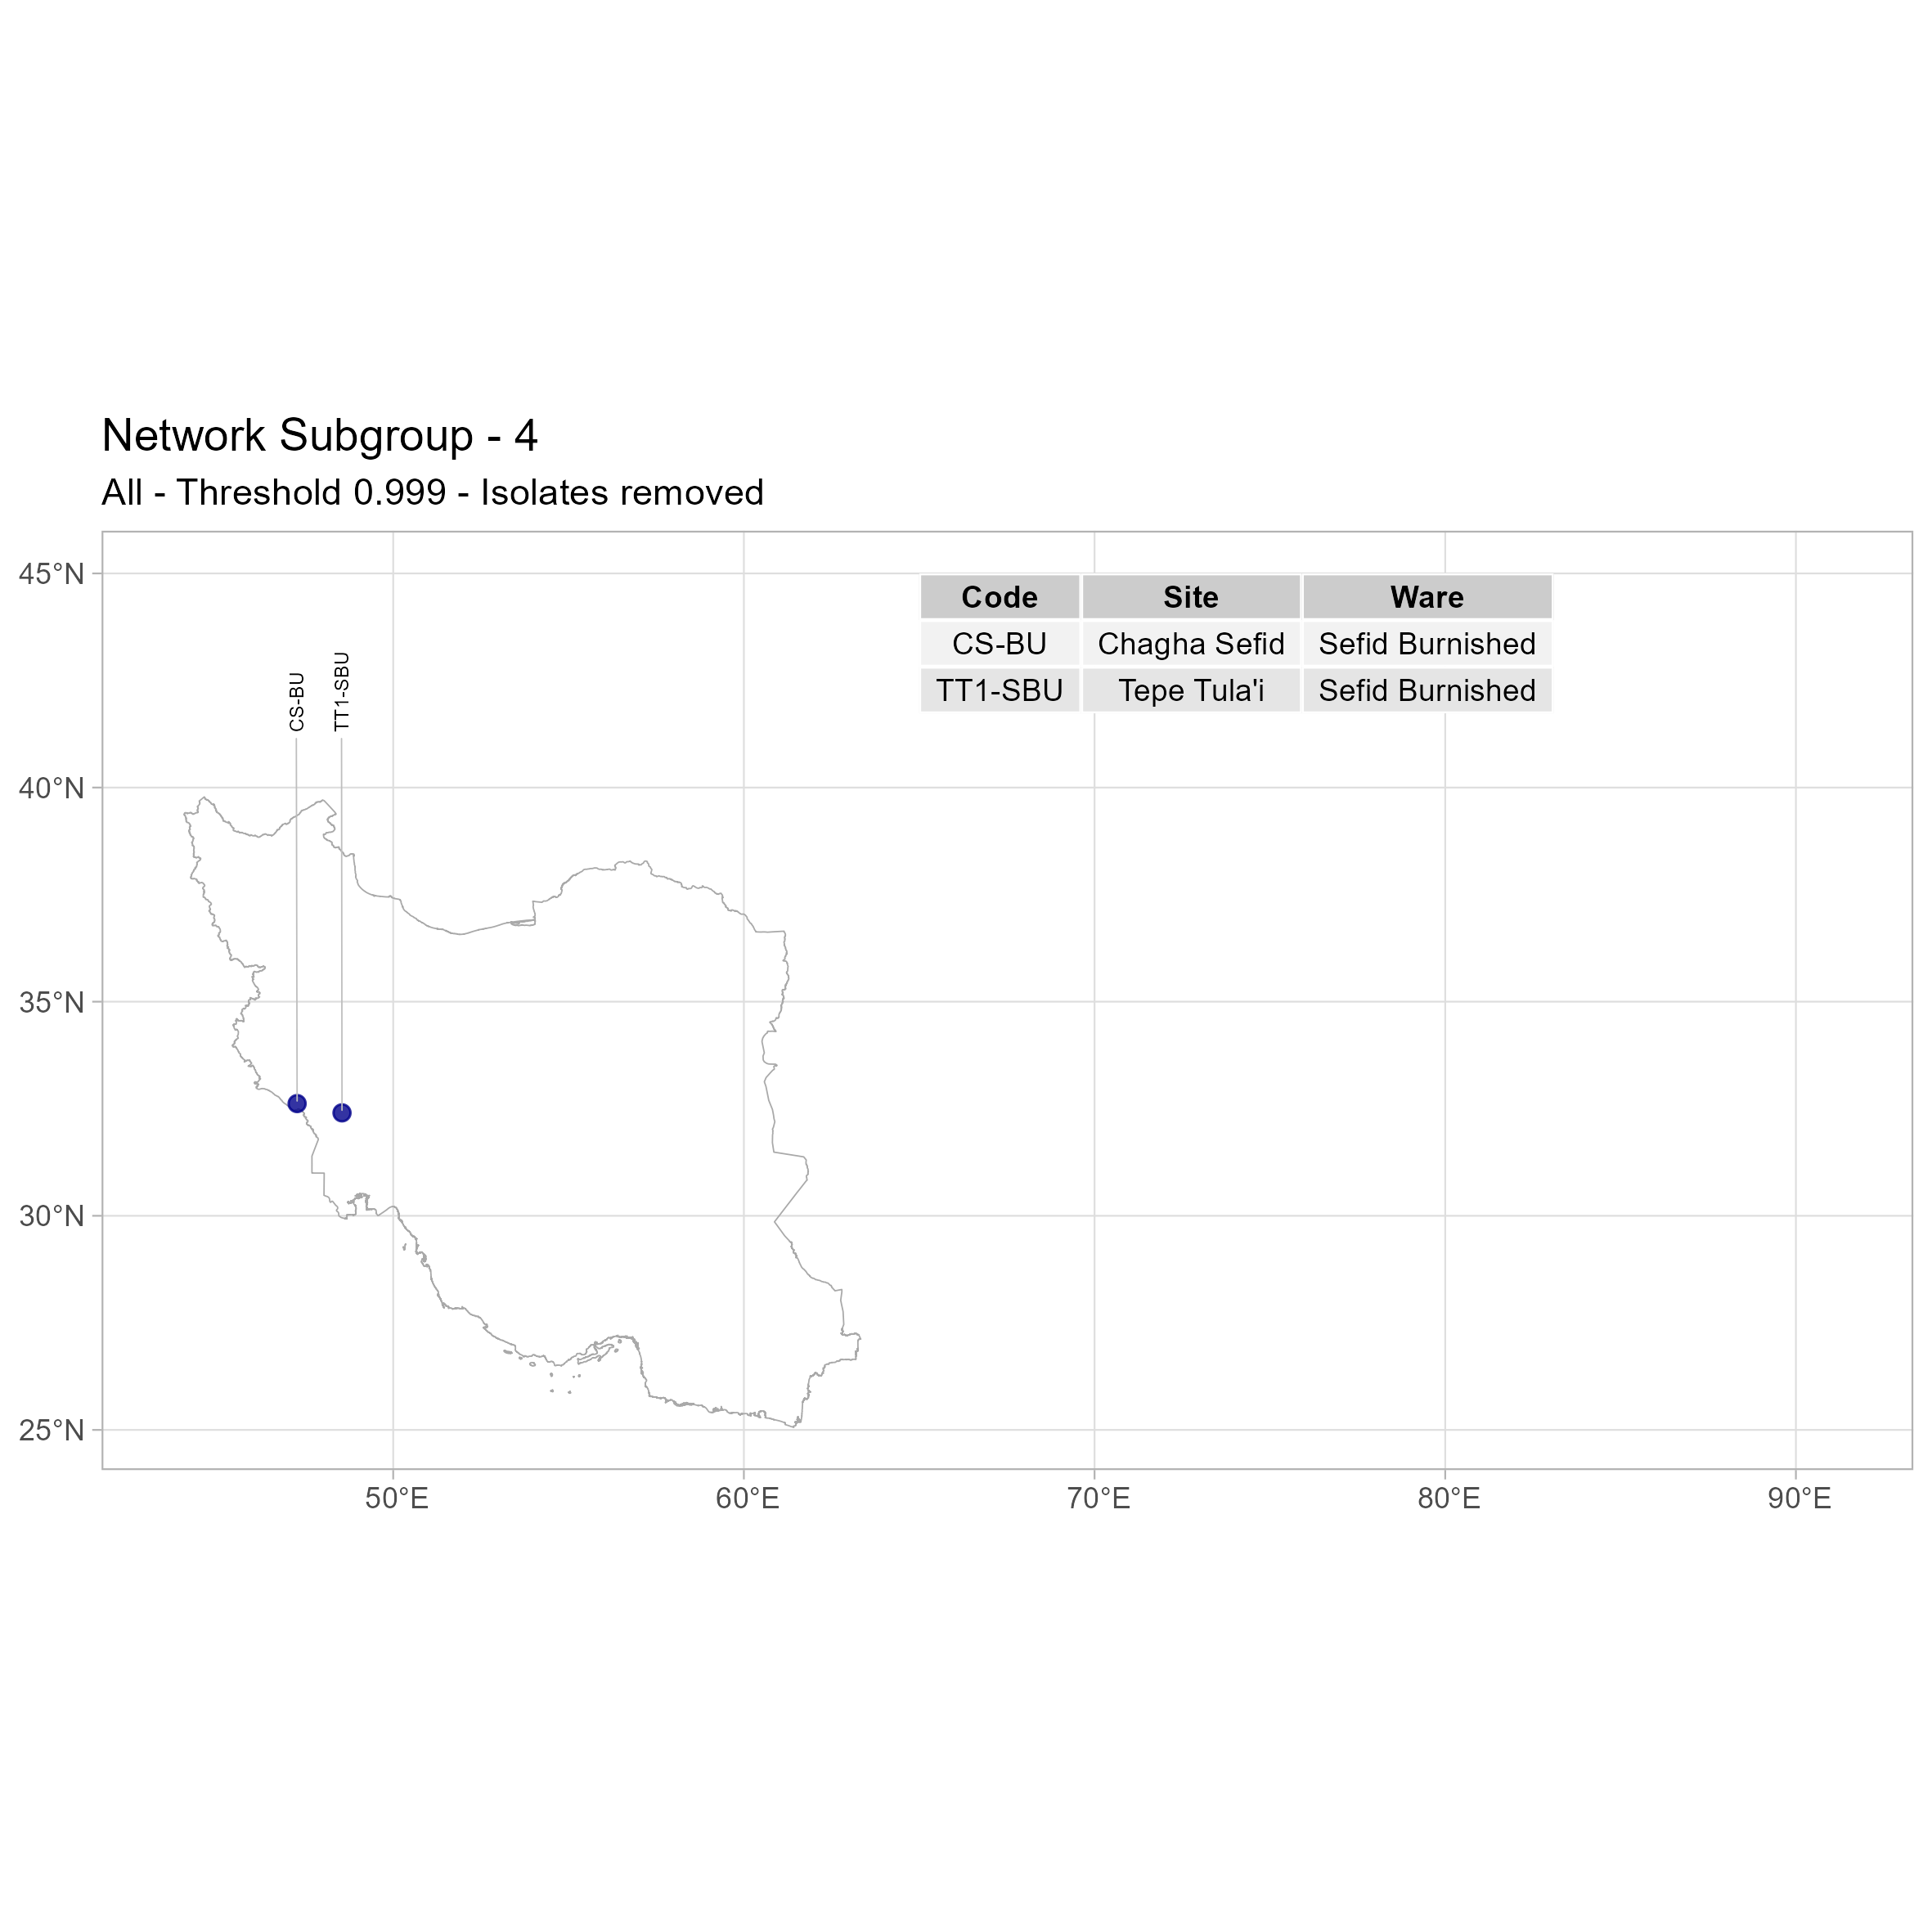 Network Subgroup - 4
All - Threshold 0.999 - Isolates removed
45°N
40°N
35°N
30°N
25°N
Code Site Ware
CS-BU Chagha Sefid Sefid Burnished
TT1-SBU Tepe Tula'i Sefid Burnished
CS-BU
TT1-SBU
50°E 60°E 70°E 80°E 90°E